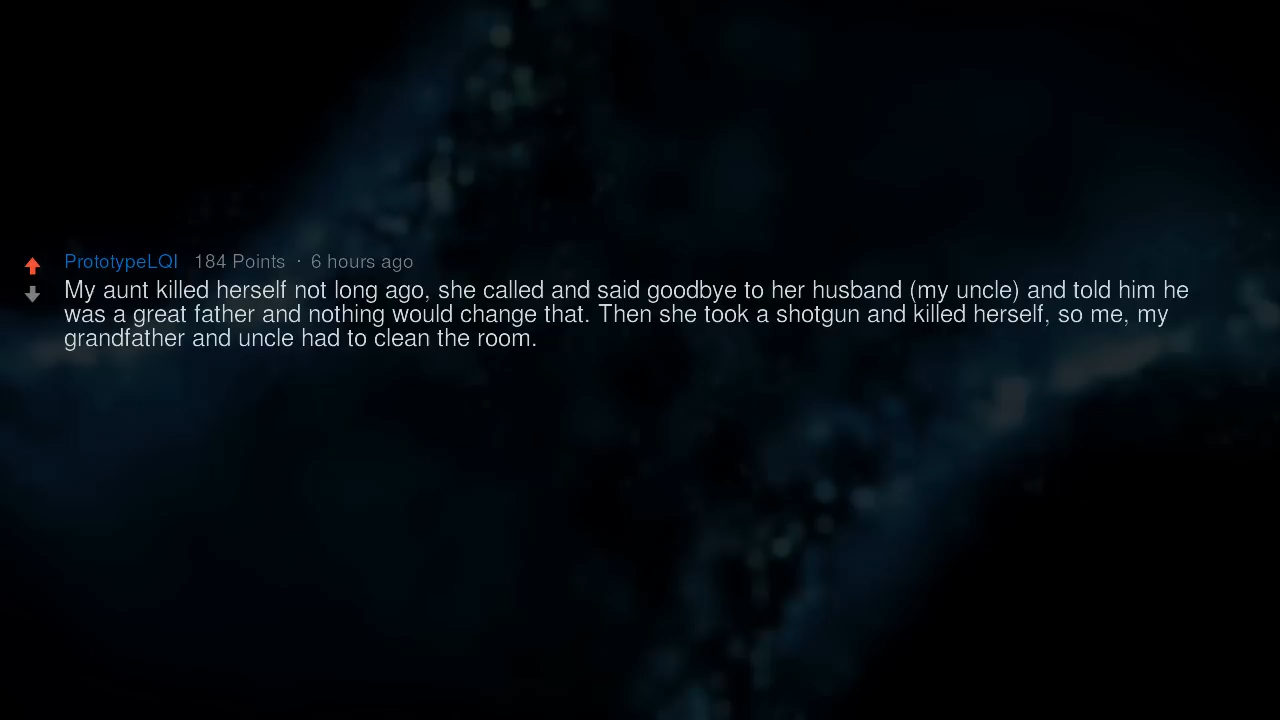 PrototypeLQI 184 Points · 6 hours ago
My aunt killed herself not long ago, she called and said goodbye to her husband (my uncle) and told him he
was a great father and nothing would change that. Then she took a shotgun and killed herself, so me, my
grandfather and uncle had to clean the room.